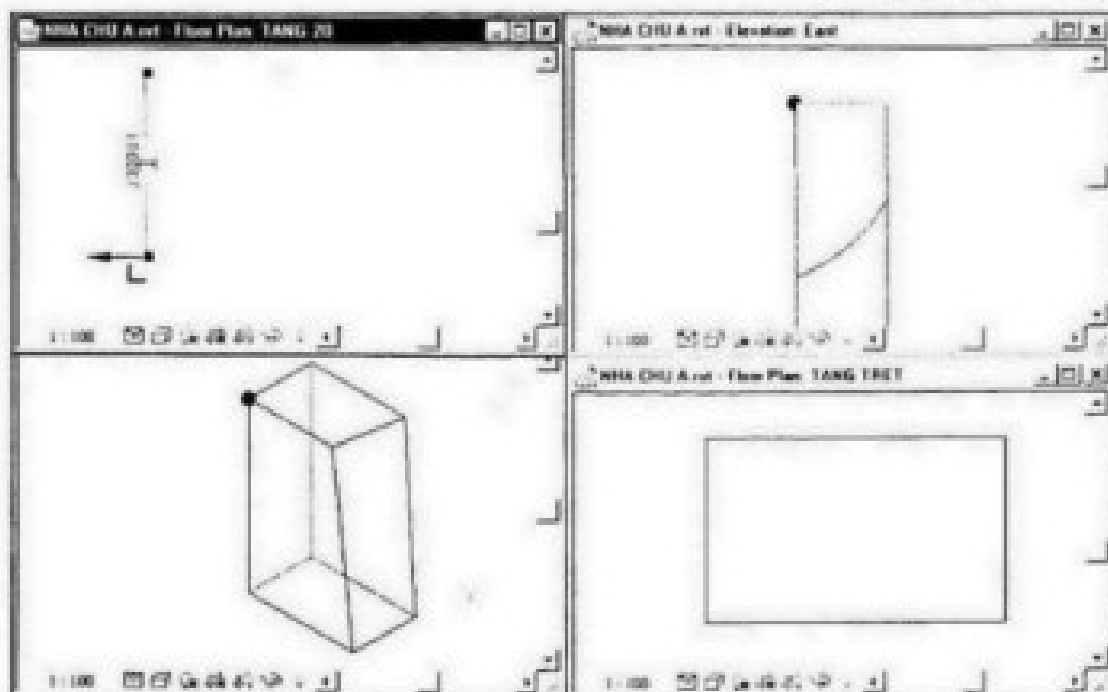 NHA CHU A.rvt - Floor Plan: TANG 20
NHA CHU A.rvt - Elevation: East
1 : 100
1 : 100
NHA CHU A.rvt - Floor Plan: TANG TRET
1 : 100
1 : 100